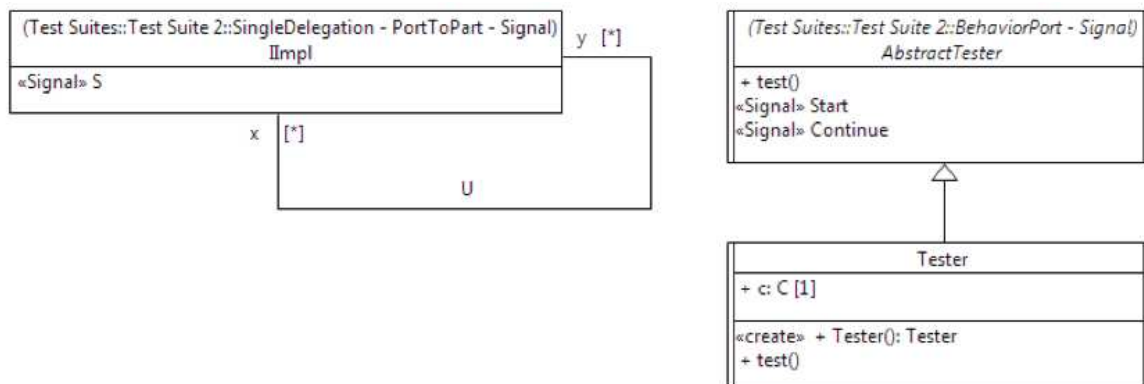 (Test Suites::Test Suite 2::SingleDelegation - PortToPart - Signal)
IImpl
«Signal» S
y [*]
x [*]
U
(Test Suites::Test Suite 2::BehaviorPort - Signal)
AbstractTester
+ test()
«Signal» Start
«Signal» Continue
Tester
+ c: C [1]
«create» + Tester(): Tester
+ test()